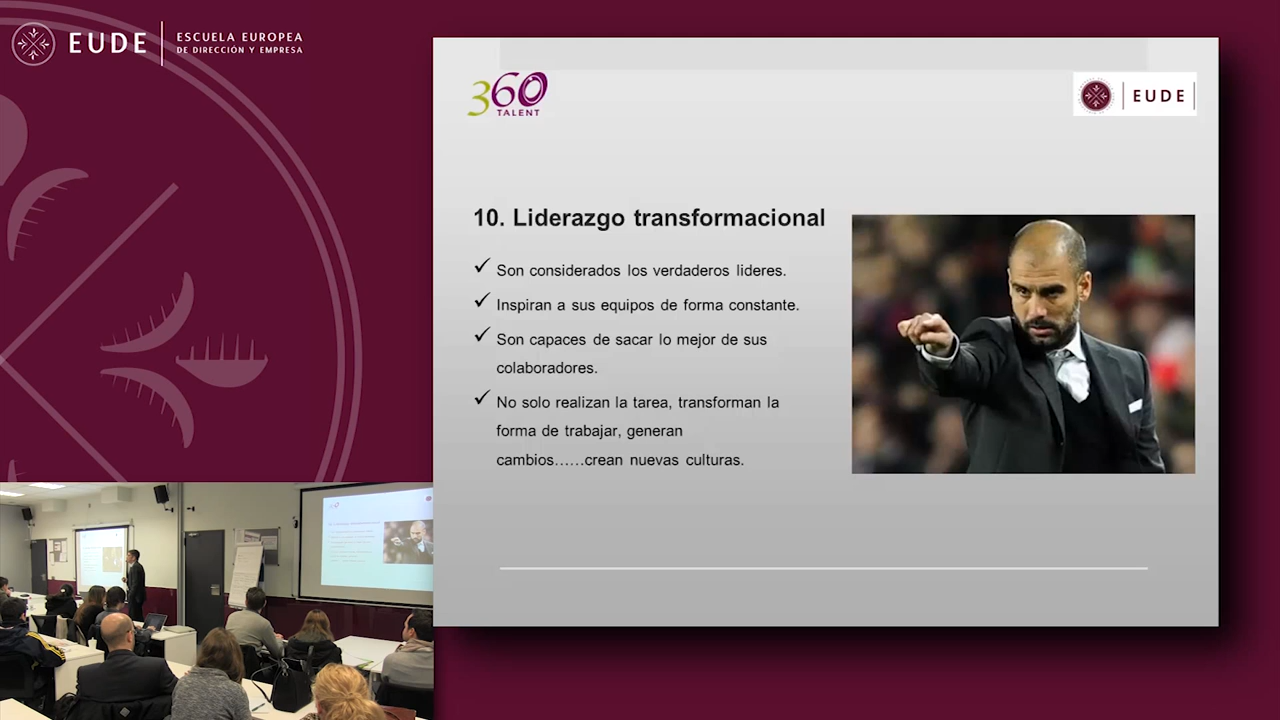 EUDE
ESCUELA EUROPEA
DE DIRECCIÓN Y EMPRESA
360
TALENT
EUDE
10. Liderazgo transformacional
Son considerados los verdaderos lideres.
Inspiran a sus equipos de forma constante.
Son capaces de sacar lo mejor de sus
colaboradores.
No solo realizan la tarea, transforman la
forma de trabajar, generan
cambios……crean nuevas culturas.